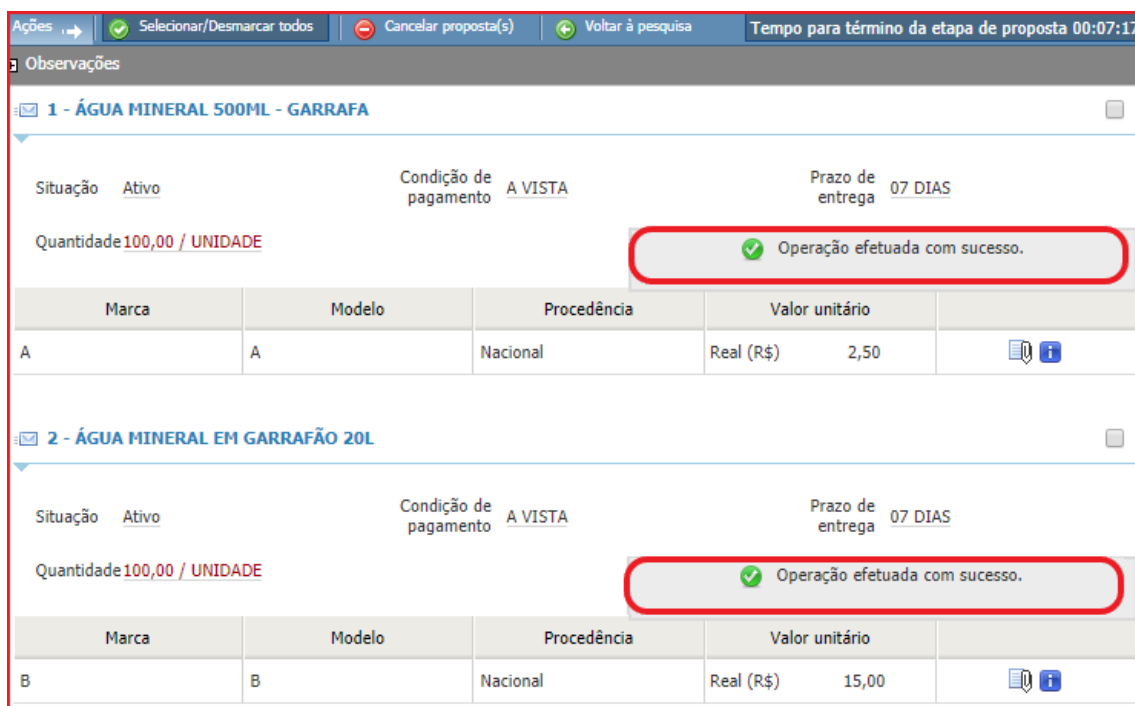 Ações Selecionar/Desmarcar todos Cancelar proposta(s) Voltar à pesquisa Tempo para término da etapa de proposta 00:07:17
Observações
1 - ÁGUA MINERAL 500ML - GARRAFA
Situação Ativo Condição de pagamento A VISTA Prazo de entrega 07 DIAS
Quantidade 100,00 / UNIDADE Operação efetuada com sucesso.
Marca Modelo Procedência Valor unitário
A A Nacional Real (R$) 2,50
2 - ÁGUA MINERAL EM GARRAFÃO 20L
Situação Ativo Condição de pagamento A VISTA Prazo de entrega 07 DIAS
Quantidade 100,00 / UNIDADE Operação efetuada com sucesso.
Marca Modelo Procedência Valor unitário
B B Nacional Real (R$) 15,00